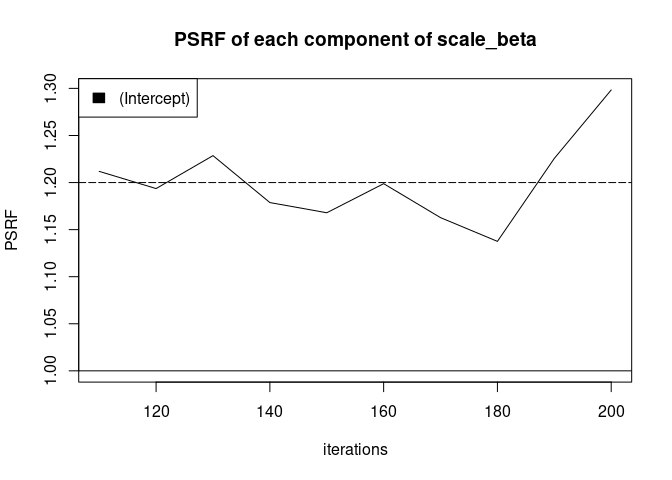 PSRF of each component of scale_beta
(Intercept)
PSRF
1.30
1.25
1.20
1.15
1.10
1.05
1.00
120 140 160 180 200
iterations